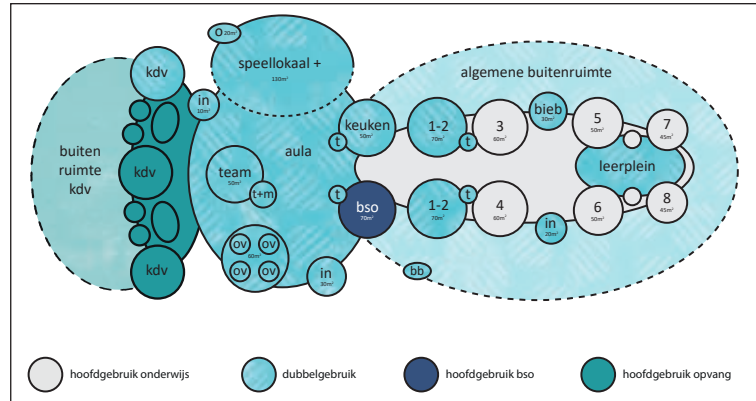 o 20m²
speellokaal +
130m²
algemene buitenruimte
kdv
in
10m²
keuken
50m²
t
1-2
70m²
t
3
60m²
bieb
30m²
5
50m²
7
45m²
buiten
ruimte
kdv
kdv
team
50m²
t+m
aula
leerplein
t
bso
70m²
1-2
70m²
t
4
60m²
in
20m²
6
50m²
8
45m²
kdv
ov ov
60m²
ov ov
in
30m²
bb
hoofdgebruik onderwijs
dubbelgebruik
hoofdgebruik bso
hoofdgebruik opvang